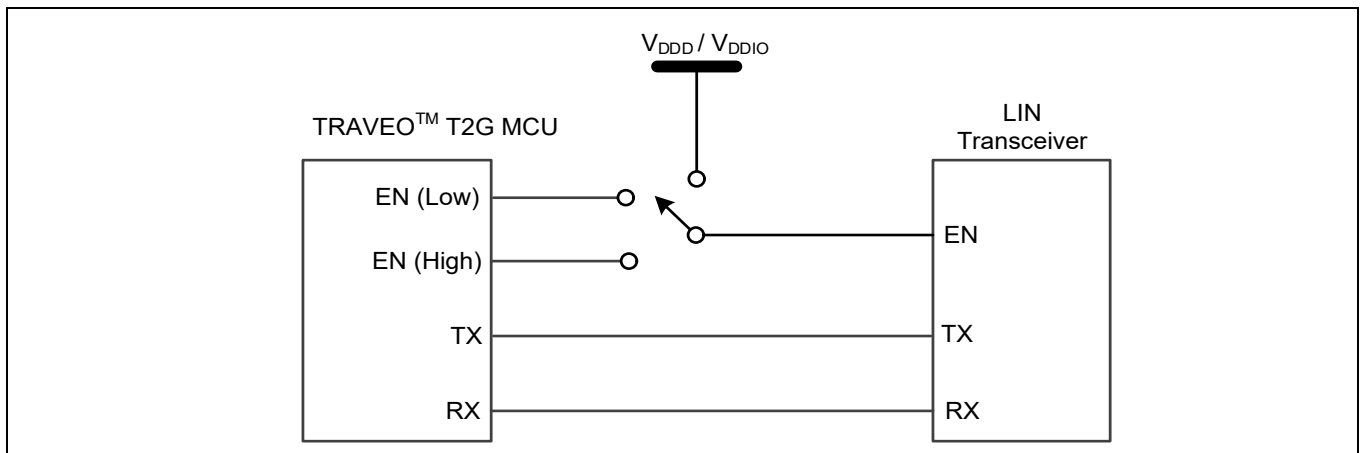 VDDD / VDDIO
TRAVEO™ T2G MCU
LIN
Transceiver
EN (Low)
EN (High)
EN
TX
TX
RX
RX